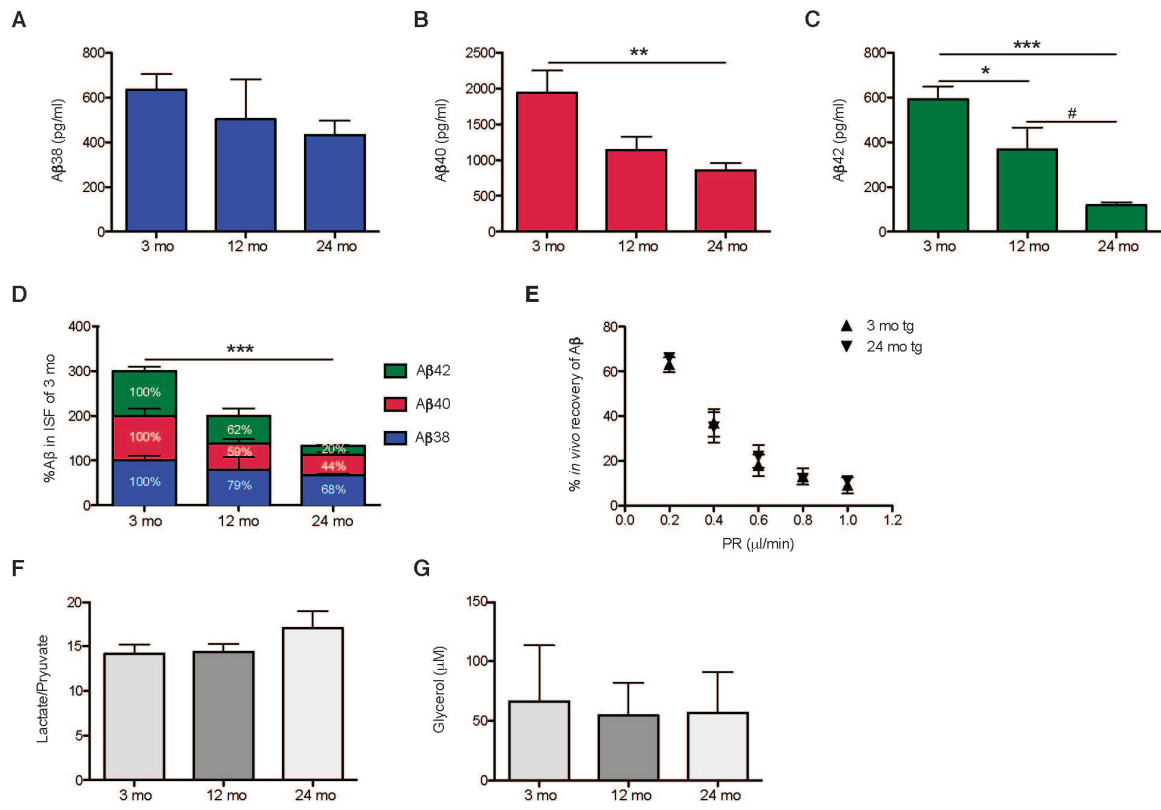 A
Aβ38 (pg/ml)
800
600
400
200
0
3 mo
12 mo
24 mo
B
Aβ40 (pg/ml)
2500
2000
1500
1000
500
0
**
3 mo
12 mo
24 mo
C
Aβ42 (pg/ml)
800
600
400
200
0
***
*
#
3 mo
12 mo
24 mo
D
%Aβ in ISF of 3 mo
400
300
200
100
0
***
100%
100%
100%
62%
59%
79%
20%
44%
68%
3 mo
12 mo
24 mo
Aβ42
Aβ40
Aβ38
E
% in vivo recovery of Aβ
80
60
40
20
0
0.0
0.2
0.4
0.6
0.8
1.0
1.2
PR (μl/min)
3 mo tg
24 mo tg
F
Lactate/Pryuvate
20
15
10
5
0
3 mo
12 mo
24 mo
G
Glycerol (μM)
150
100
50
0
3 mo
12 mo
24 mo